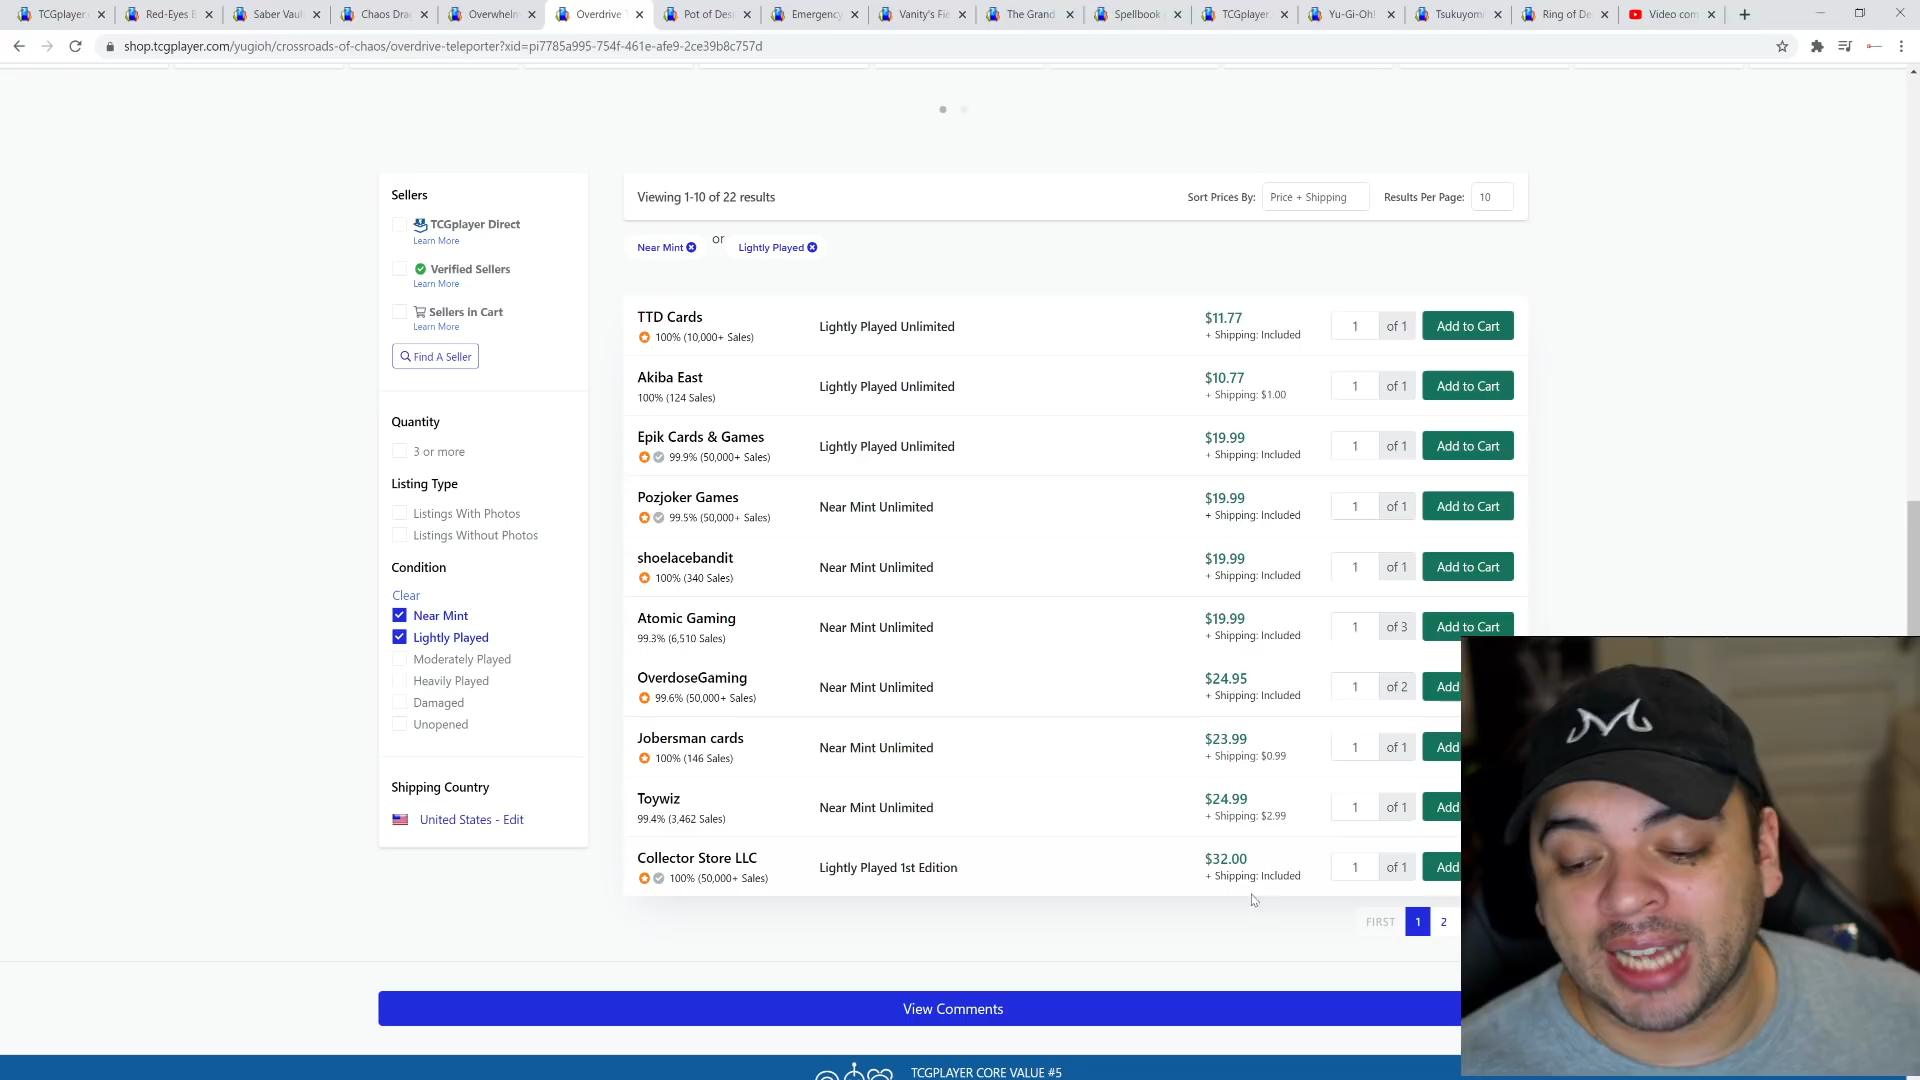 TCGplayer
Red-Eyes B
Saber Vaul
Chaos Dra
Overwhelm
Overdrive T
Pot of Des
Emergency
Vanity's Fie
The Grand
Spellbook
TCGplayer.
Yu-Gi-Oh!
Tsukuyomi
Ring of De
Video com
shop.tcgplayer.com/yugioh/crossroads-of-chaos/overdrive-teleporter?xid=pi7785a995-754f-461e-afe9-2ce39b8c757d
Sellers
TCGplayer Direct
Learn More
Verified Sellers
Learn More
Sellers in Cart
Learn More
Find A Seller
Quantity
3 or more
Listing Type
Listings With Photos
Listings Without Photos
Condition
Clear
Near Mint
Lightly Played
Moderately Played
Heavily Played
Damaged
Unopened
Shipping Country
United States - Edit
Viewing 1-10 of 22 results
Sort Prices By: Price + Shipping Results Per Page: 10
Near Mint or Lightly Played
TTD Cards
100% (10,000+ Sales)
Lightly Played Unlimited
$11.77
+ Shipping: Included
1 of 1 Add to Cart
Akiba East
100% (124 Sales)
Lightly Played Unlimited
$10.77
+ Shipping: $1.00
1 of 1 Add to Cart
Epik Cards & Games
99.9% (50,000+ Sales)
Lightly Played Unlimited
$19.99
+ Shipping: Included
1 of 1 Add to Cart
Pozjoker Games
99.5% (50,000+ Sales)
Near Mint Unlimited
$19.99
+ Shipping: Included
1 of 1 Add to Cart
shoelacebandit
100% (340 Sales)
Near Mint Unlimited
$19.99
+ Shipping: Included
1 of 1 Add to Cart
Atomic Gaming
99.3% (6,510 Sales)
Near Mint Unlimited
$19.99
+ Shipping: Included
1 of 3 Add to Cart
OverdoseGaming
99.6% (50,000+ Sales)
Near Mint Unlimited
$24.95
+ Shipping: Included
1 of 2 Add
Jobersman cards
100% (146 Sales)
Near Mint Unlimited
$23.99
+ Shipping: $0.99
1 of 1 Add
Toywiz
99.4% (3,462 Sales)
Near Mint Unlimited
$24.99
+ Shipping: $2.99
1 of 1 Add
Collector Store LLC
100% (50,000+ Sales)
Lightly Played 1st Edition
$32.00
+ Shipping: Included
1 of 1 Add
FIRST 1 2
View Comments
TCGPLAYER CORE VALUE #5